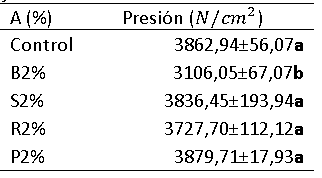 A (%) Presión (N/cm²)
Control 3862,94±56,07a
B2% 3106,05±67,07b
S2% 3836,45±193,94a
R2% 3727,70±112,12a
P2% 3879,71±17,93a